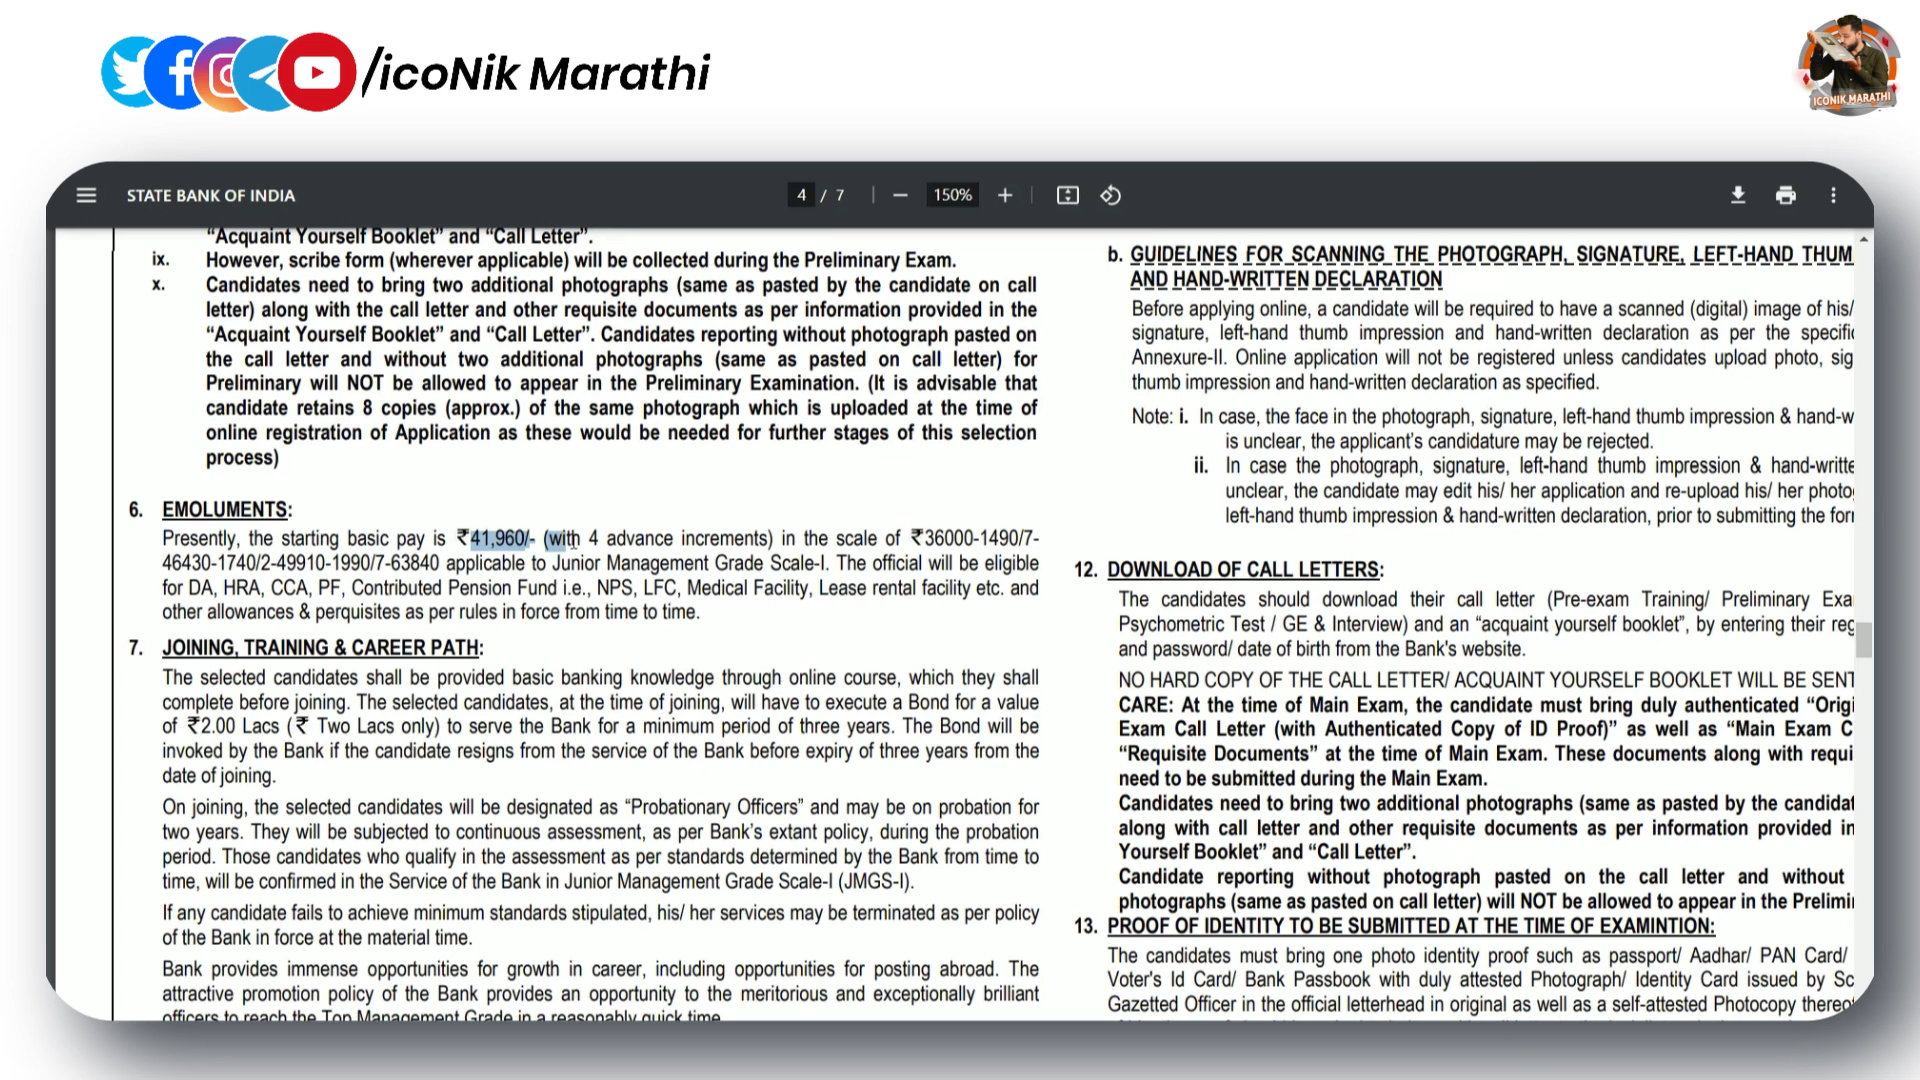 /icoNik Marathi
ICONIK MARATHI
STATE BANK OF INDIA
4 / 7
150%
“Acquaint Yourself Booklet” and “Call Letter”.
ix. However, scribe form (wherever applicable) will be collected during the Preliminary Exam.
x. Candidates need to bring two additional photographs (same as pasted by the candidate on call
letter) along with the call letter and other requisite documents as per information provided in the
“Acquaint Yourself Booklet” and “Call Letter”. Candidates reporting without photograph pasted on
the call letter and without two additional photographs (same as pasted on call letter) for
Preliminary will NOT be allowed to appear in the Preliminary Examination. (It is advisable that
candidate retains 8 copies (approx.) of the same photograph which is uploaded at the time of
online registration of Application as these would be needed for further stages of this selection
process)
6. EMOLUMENTS:
Presently, the starting basic pay is ₹41,960/- (with 4 advance increments) in the scale of ₹36000-1490/7-
46430-1740/2-49910-1990/7-63840 applicable to Junior Management Grade Scale-I. The official will be eligible
for DA, HRA, CCA, PF, Contributed Pension Fund i.e., NPS, LFC, Medical Facility, Lease rental facility etc. and
other allowances & perquisites as per rules in force from time to time.
7. JOINING, TRAINING & CAREER PATH:
The selected candidates shall be provided basic banking knowledge through online course, which they shall
complete before joining. The selected candidates, at the time of joining, will have to execute a Bond for a value
of ₹2.00 Lacs (₹ Two Lacs only) to serve the Bank for a minimum period of three years. The Bond will be
invoked by the Bank if the candidate resigns from the service of the Bank before expiry of three years from the
date of joining.
On joining, the selected candidates will be designated as “Probationary Officers” and may be on probation for
two years. They will be subjected to continuous assessment, as per Bank’s extant policy, during the probation
period. Those candidates who qualify in the assessment as per standards determined by the Bank from time to
time, will be confirmed in the Service of the Bank in Junior Management Grade Scale-I (JMGS-I).
If any candidate fails to achieve minimum standards stipulated, his/ her services may be terminated as per policy
of the Bank in force at the material time.
Bank provides immense opportunities for growth in career, including opportunities for posting abroad. The
attractive promotion policy of the Bank provides an opportunity to the meritorious and exceptionally brilliant
officers to reach the Top Management Grade in a reasonably quick time.
b. GUIDELINES FOR SCANNING THE PHOTOGRAPH, SIGNATURE, LEFT-HAND THUM
AND HAND-WRITTEN DECLARATION
Before applying online, a candidate will be required to have a scanned (digital) image of his/
signature, left-hand thumb impression and hand-written declaration as per the specific
Annexure-II. Online application will not be registered unless candidates upload photo, sig
thumb impression and hand-written declaration as specified.
Note: i. In case, the face in the photograph, signature, left-hand thumb impression & hand-w
is unclear, the applicant’s candidature may be rejected.
ii. In case the photograph, signature, left-hand thumb impression & hand-writte
unclear, the candidate may edit his/ her application and re-upload his/ her photo
left-hand thumb impression & hand-written declaration, prior to submitting the for
12. DOWNLOAD OF CALL LETTERS:
The candidates should download their call letter (Pre-exam Training/ Preliminary Exa
Psychometric Test / GE & Interview) and an “acquaint yourself booklet”, by entering their reg
and password/ date of birth from the Bank's website.
NO HARD COPY OF THE CALL LETTER/ ACQUAINT YOURSELF BOOKLET WILL BE SENT
CARE: At the time of Main Exam, the candidate must bring duly authenticated “Origi
Exam Call Letter (with Authenticated Copy of ID Proof)” as well as “Main Exam C
“Requisite Documents” at the time of Main Exam. These documents along with requi
need to be submitted during the Main Exam.
Candidates need to bring two additional photographs (same as pasted by the candidat
along with call letter and other requisite documents as per information provided in
Yourself Booklet” and “Call Letter”.
Candidate reporting without photograph pasted on the call letter and without
photographs (same as pasted on call letter) will NOT be allowed to appear in the Prelimi
13. PROOF OF IDENTITY TO BE SUBMITTED AT THE TIME OF EXAMINTION:
The candidates must bring one photo identity proof such as passport/ Aadhar/ PAN Card/
Voter's Id Card/ Bank Passbook with duly attested Photograph/ Identity Card issued by Sc
Gazetted Officer in the official letterhead in original as well as a self-attested Photocopy thereo